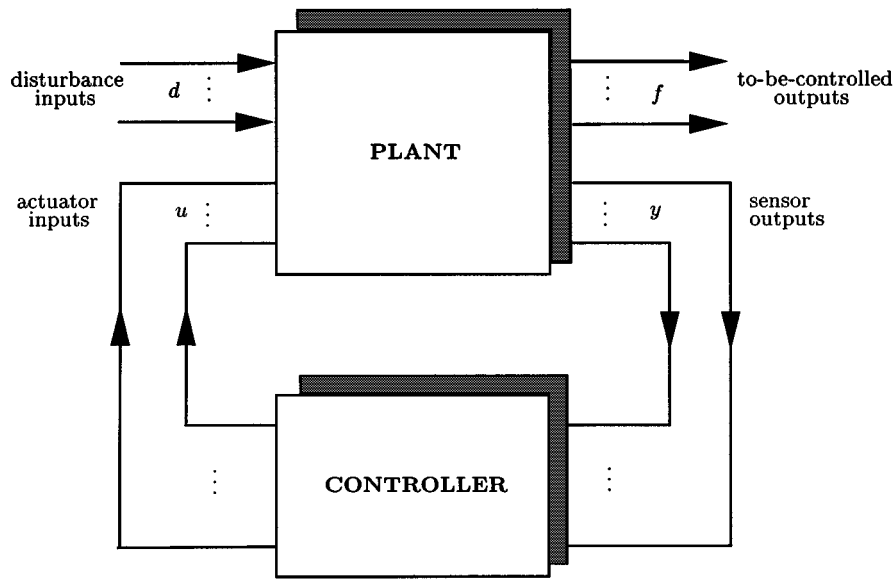 disturbance
inputs
d
PLANT
f
to-be-controlled
outputs
actuator
inputs
u
y
sensor
outputs
CONTROLLER